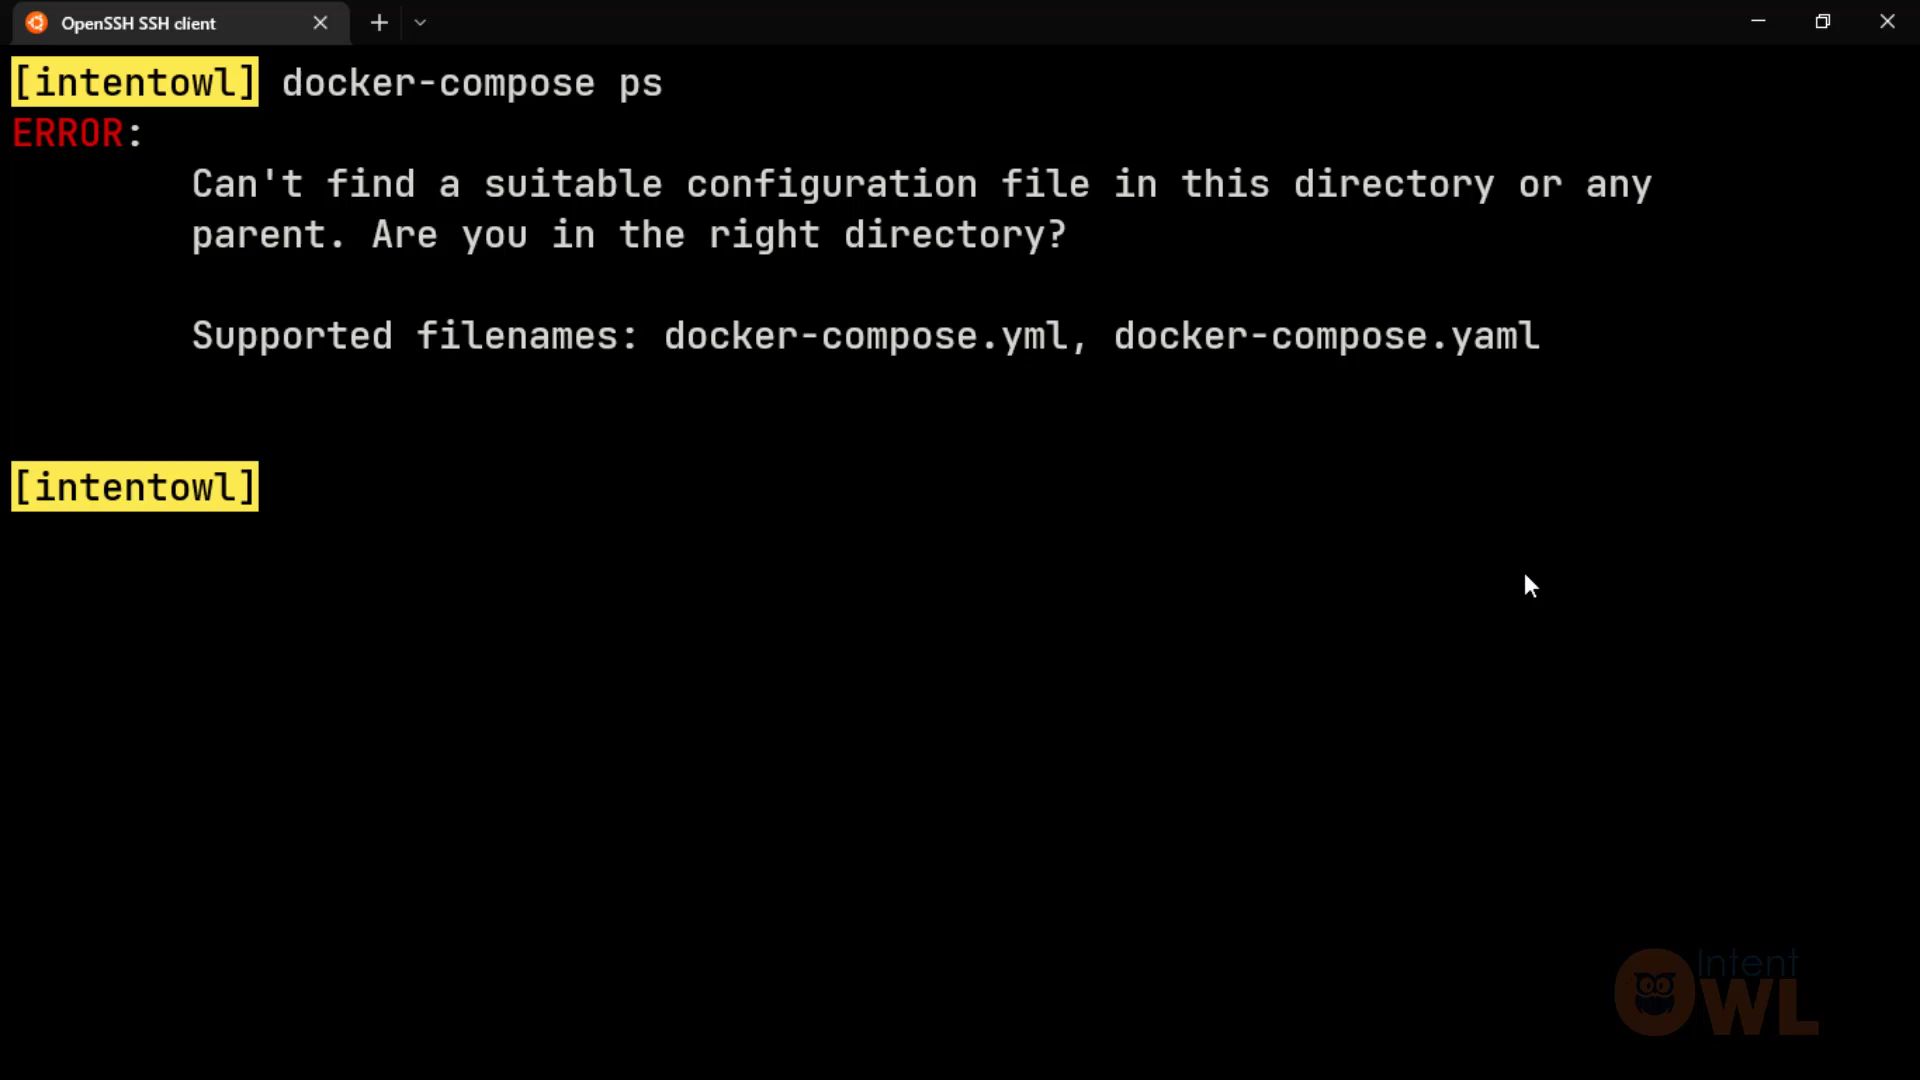 OpenSSH SSH client
[intentowl] docker-compose ps
ERROR:
Can't find a suitable configuration file in this directory or any
parent. Are you in the right directory?
Supported filenames: docker-compose.yml, docker-compose.yaml
[intentowl]
Intent
OWL